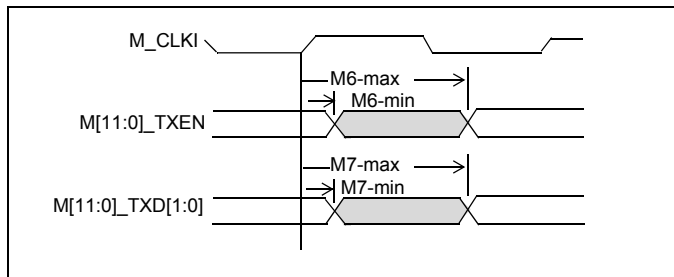 M_CLKI
M6-max
M6-min
M[11:0]_TXEN
M7-max
M7-min
M[11:0]_TXD[1:0]